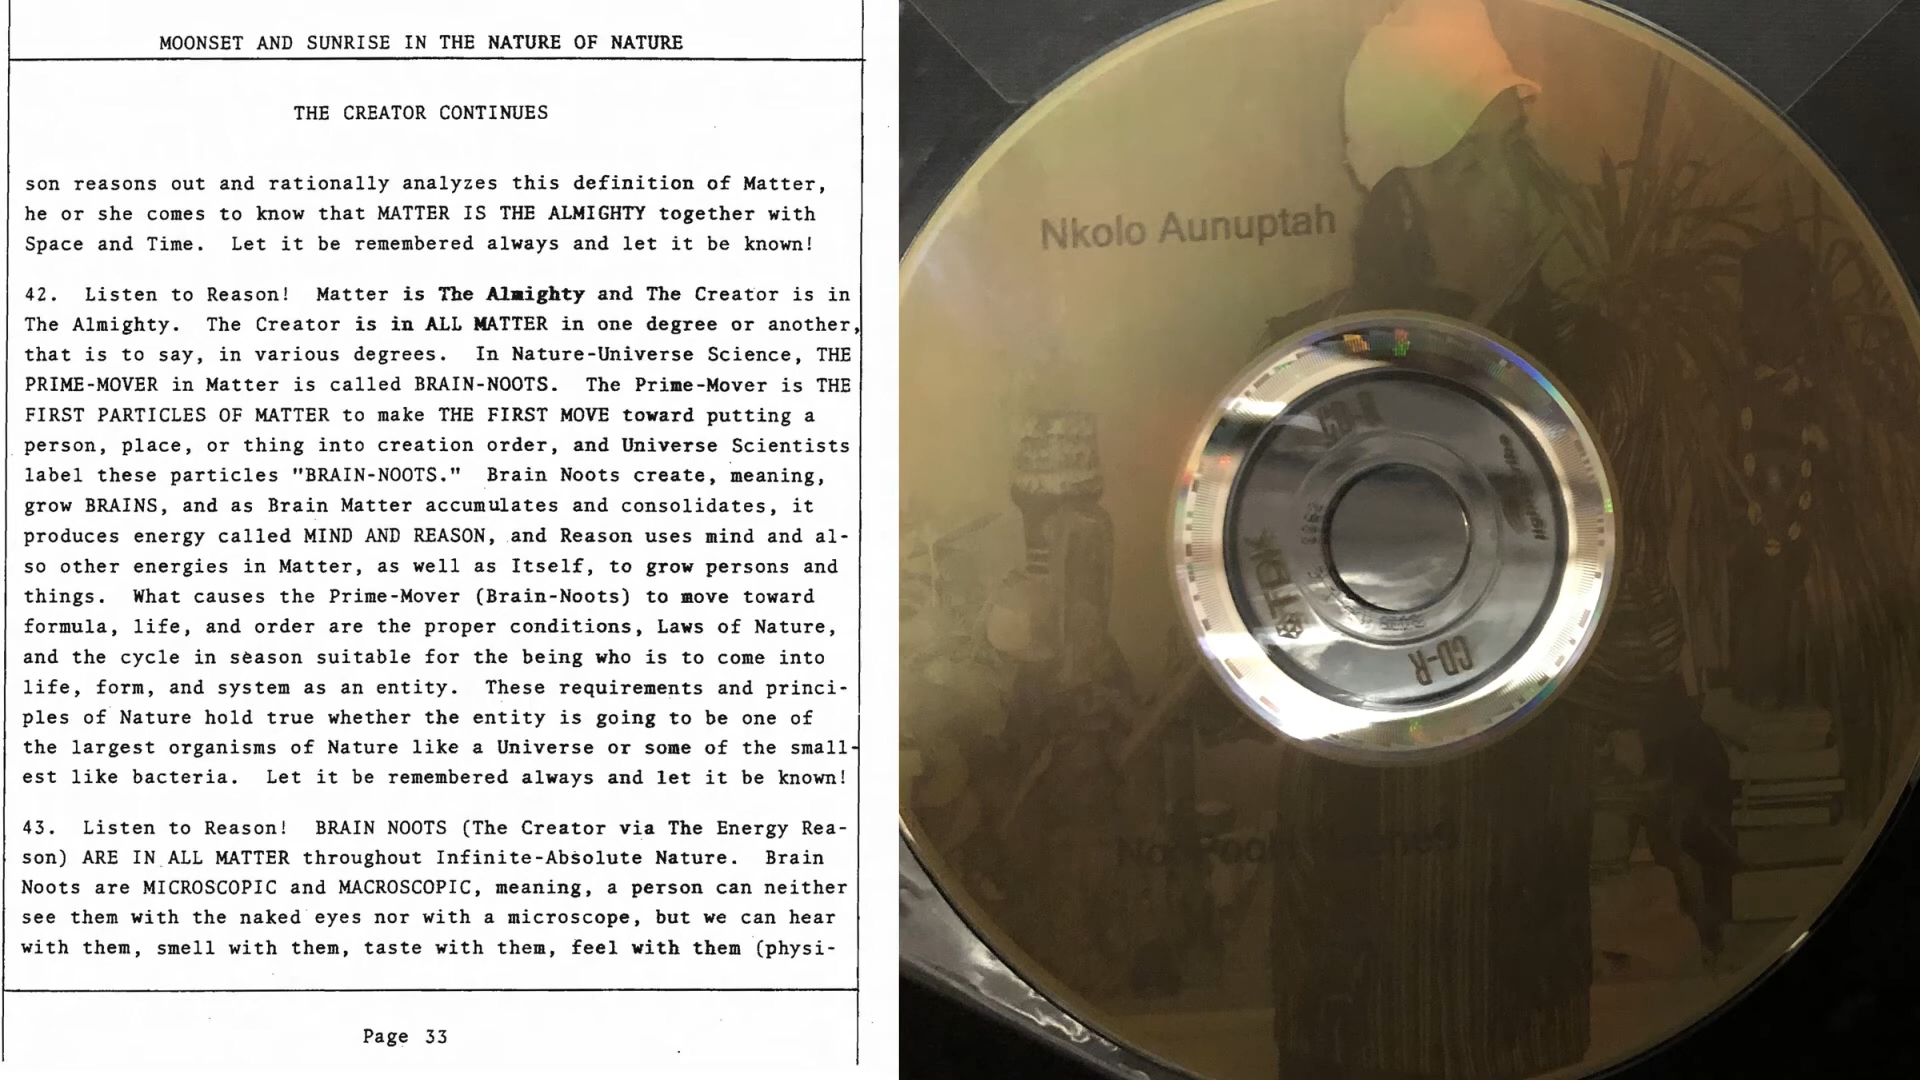 MOONSET AND SUNRISE IN THE NATURE OF NATURE
THE CREATOR CONTINUES
son reasons out and rationally analyzes this definition of Matter,
he or she comes to know that MATTER IS THE ALMIGHTY together with
Space and Time. Let it be remembered always and let it be known!
42. Listen to Reason! Matter is The Almighty and The Creator is in
The Almighty. The Creator is in ALL MATTER in one degree or another,
that is to say, in various degrees. In Nature-Universe Science, THE
PRIME-MOVER in Matter is called BRAIN-NOOTS. The Prime-Mover is THE
FIRST PARTICLES OF MATTER to make THE FIRST MOVE toward putting a
person, place, or thing into creation order, and Universe Scientists
label these particles "BRAIN-NOOTS." Brain Noots create, meaning,
grow BRAINS, and as Brain Matter accumulates and consolidates, it
produces energy called MIND AND REASON, and Reason uses mind and al-
so other energies in Matter, as well as Itself, to grow persons and
things. What causes the Prime-Mover (Brain-Noots) to move toward
formula, life, and order are the proper conditions, Laws of Nature,
and the cycle in season suitable for the being who is to come into
life, form, and system as an entity. These requirements and princi-
ples of Nature hold true whether the entity is going to be one of
the largest organisms of Nature like a Universe or some of the small-
est like bacteria. Let it be remembered always and let it be known!
43. Listen to Reason! BRAIN NOOTS (The Creator via The Energy Rea-
son) ARE IN ALL MATTER throughout Infinite-Absolute Nature. Brain
Noots are MICROSCOPIC and MACROSCOPIC, meaning, a person can neither
see them with the naked eyes nor with a microscope, but we can hear
with them, smell with them, taste with them, feel with them (physi-
Page 33
Nkolo Aunuptah
TDK
CD-R